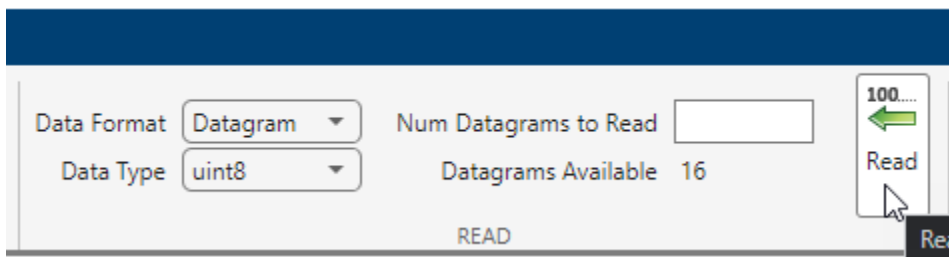 Data Format Datagram Num Datagrams to Read 100....
Data Type uint8 Datagrams Available 16 Read
READ